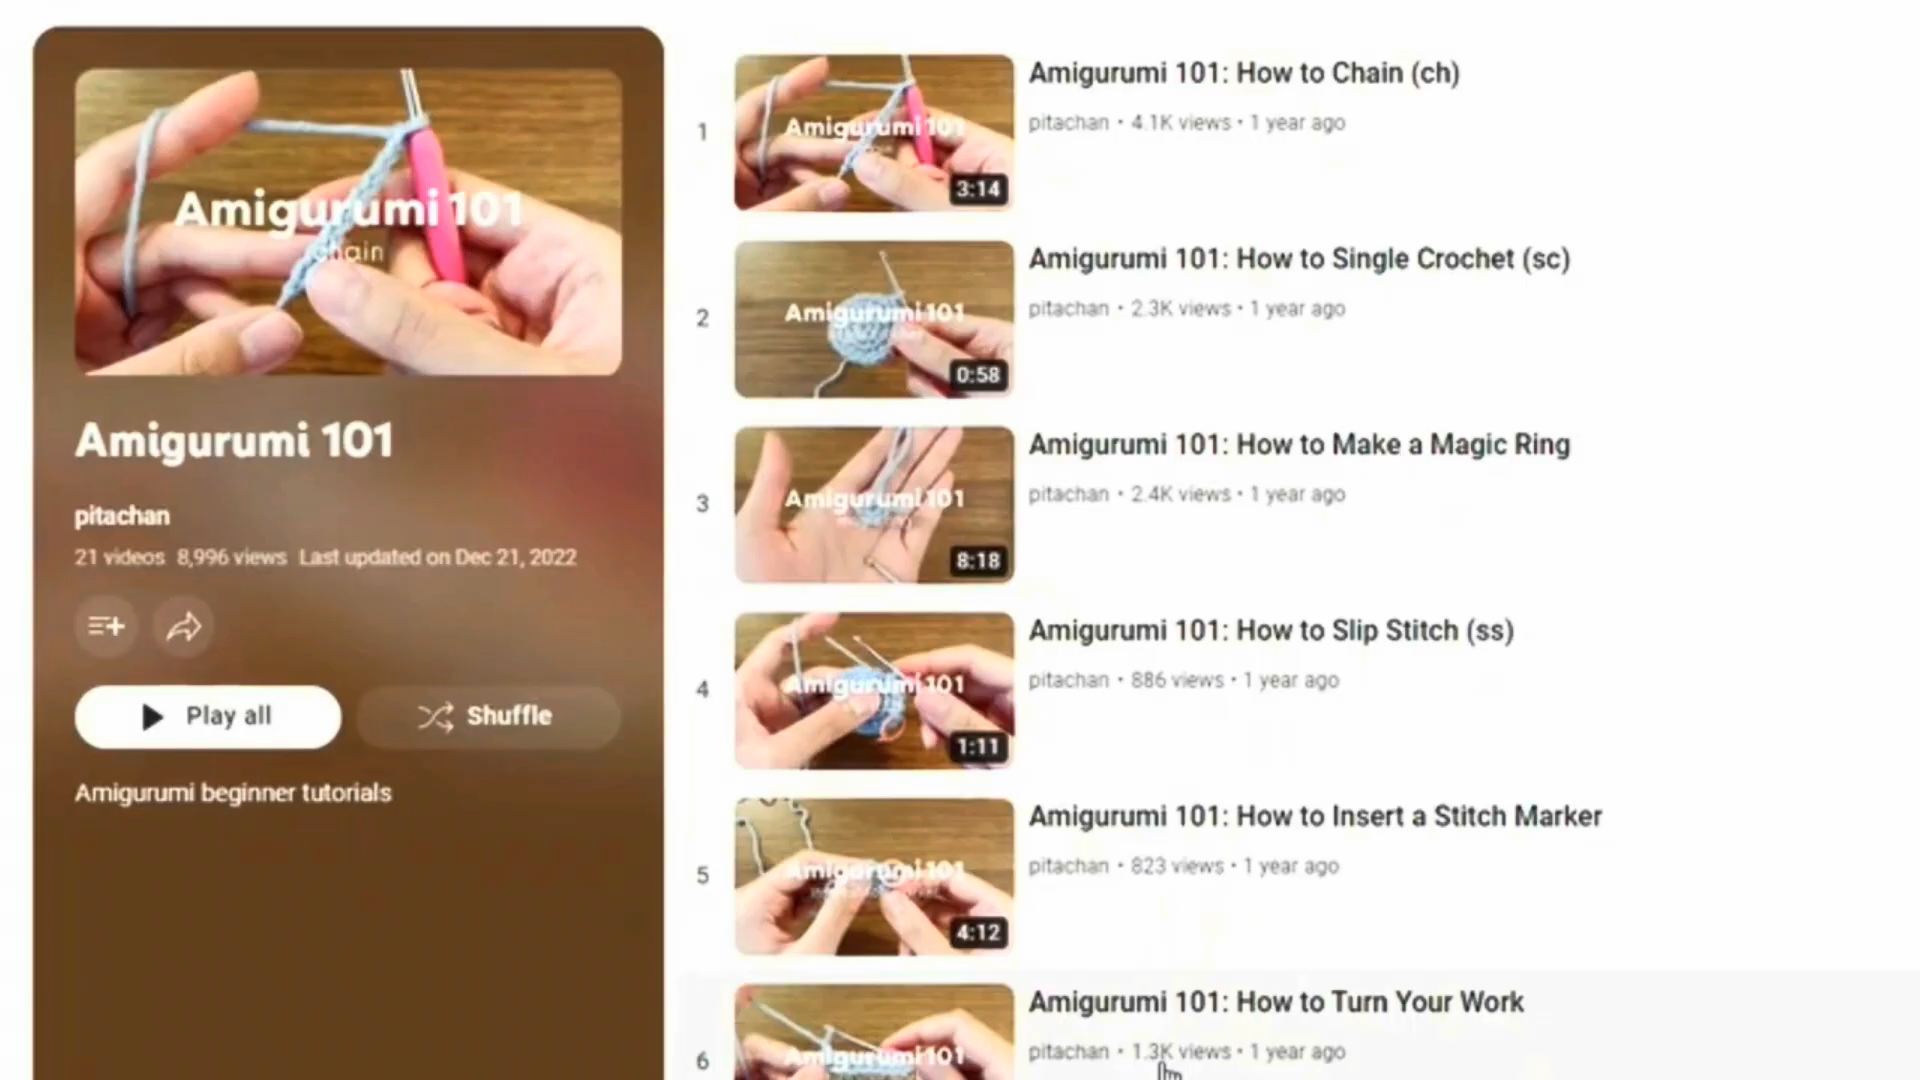 Amigurumi 101
chain
Amigurumi 101
pitachan
21 videos 8,996 views Last updated on Dec 21, 2022
Play all
Shuffle
Amigurumi beginner tutorials
1
Amigurumi 101
3:14
Amigurumi 101: How to Chain (ch)
pitachan • 4.1K views • 1 year ago
2
Amigurumi 101
0:58
Amigurumi 101: How to Single Crochet (sc)
pitachan • 2.3K views • 1 year ago
3
Amigurumi 101
8:18
Amigurumi 101: How to Make a Magic Ring
pitachan • 2.4K views • 1 year ago
4
Amigurumi 101
1:11
Amigurumi 101: How to Slip Stitch (ss)
pitachan • 886 views • 1 year ago
5
Amigurumi 101
4:12
Amigurumi 101: How to Insert a Stitch Marker
pitachan • 823 views • 1 year ago
6
Amigurumi 101
Amigurumi 101: How to Turn Your Work
pitachan • 1.3K views • 1 year ago